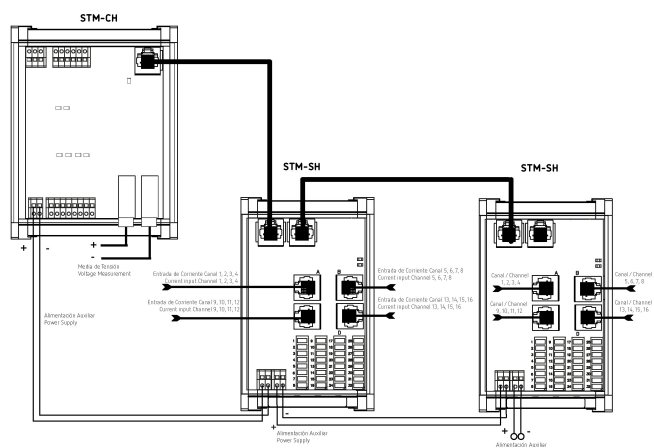 STM-CH
STM-SH
STM-SH
+
-
+
-
Media de Tensión
Voltage Measurement
Alimentación Auxiliar
Power Supply
Entrada de Corriente Canal 1, 2, 3, 4
Current input Channel 1, 2, 3, 4
Entrada de Corriente Canal 9, 10, 11, 12
Current input Channel 9, 10, 11, 12
A
B
D
Entrada de Corriente Canal 5, 6, 7, 8
Current input Channel 5, 6, 7, 8
Entrada de Corriente Canal 13, 14, 15, 16
Current input Channel 13, 14, 15, 16
+
-
Alimentación Auxiliar
Power Supply
Canal / Channel
1, 2, 3, 4
Canal / Channel
9, 10, 11, 12
A
B
D
Canal / Channel
5, 6, 7, 8
Canal / Channel
13, 14, 15, 16
+
-
Alimentación Auxiliar